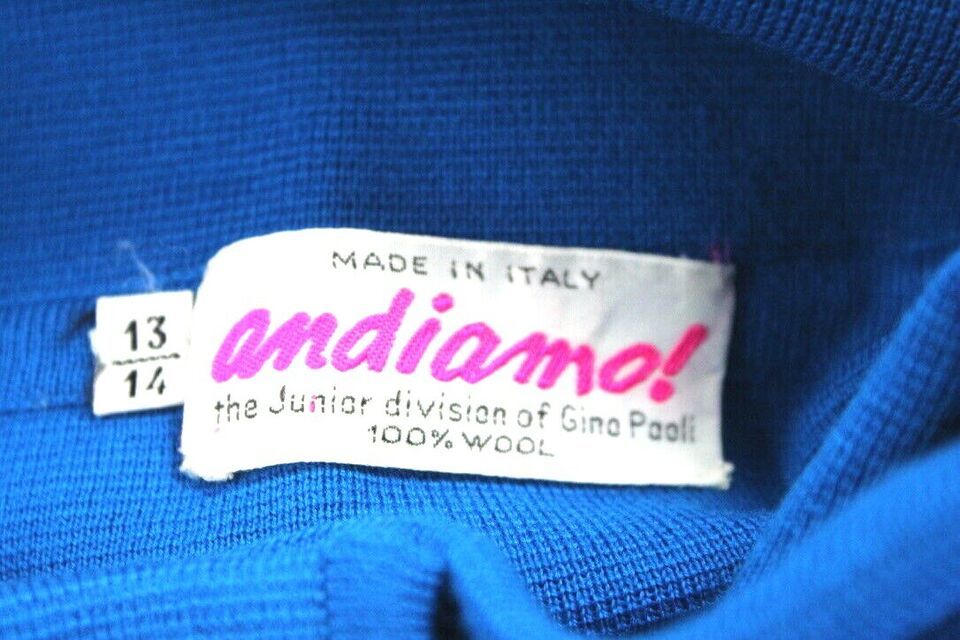 MADE IN ITALY
andiamo!
the Junior division of Gino Paoli
100% WOOL
13
14